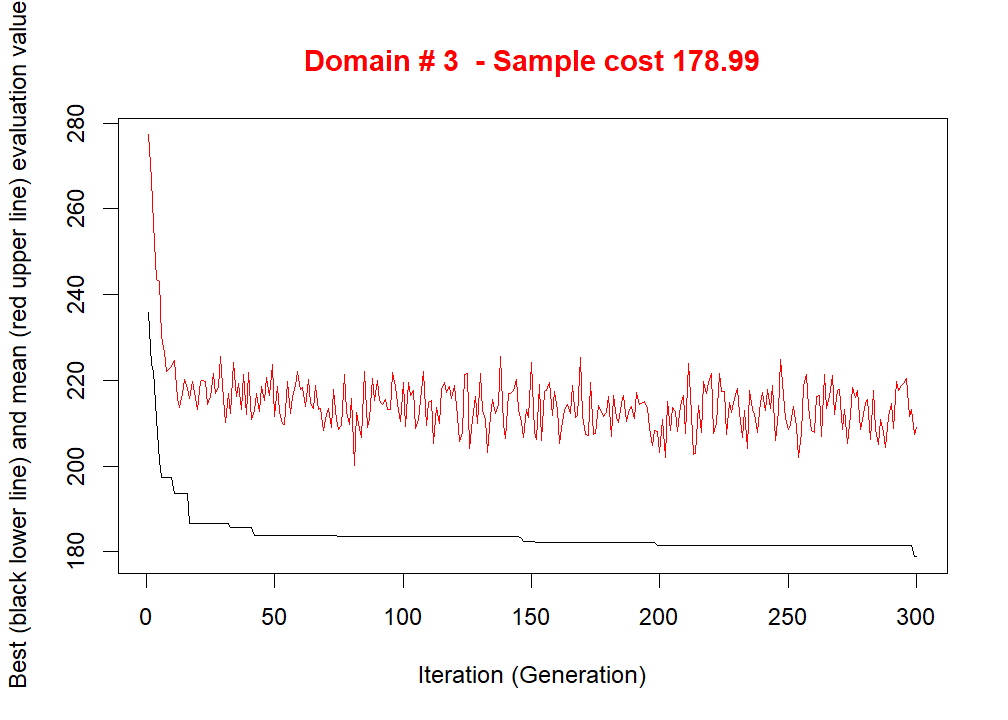 Domain # 3  - Sample cost 178.99
Best (black lower line) and mean (red upper line) evaluation value
280
260
240
220
200
180
0 50 100 150 200 250 300
Iteration (Generation)